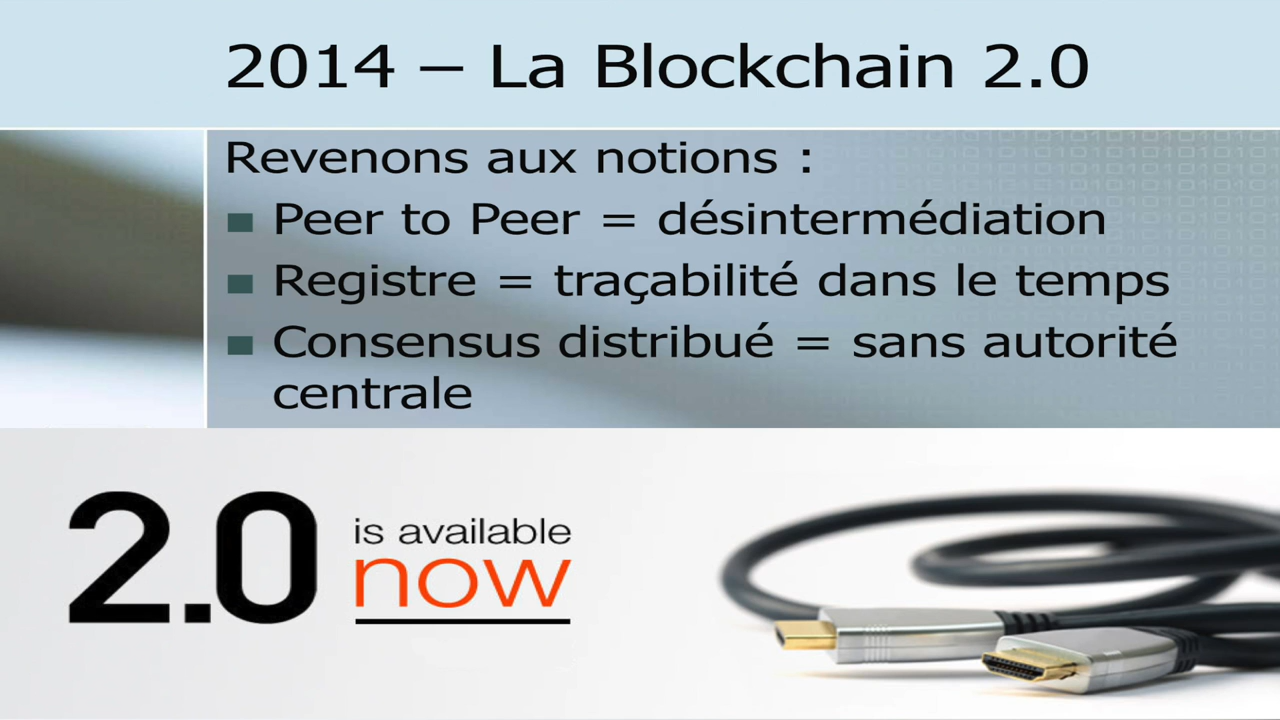 2014 – La Blockchain 2.0
Revenons aux notions :
■ Peer to Peer = désintermédiation
■ Registre = traçabilité dans le temps
■ Consensus distribué = sans autorité
centrale
2.0 is available
now